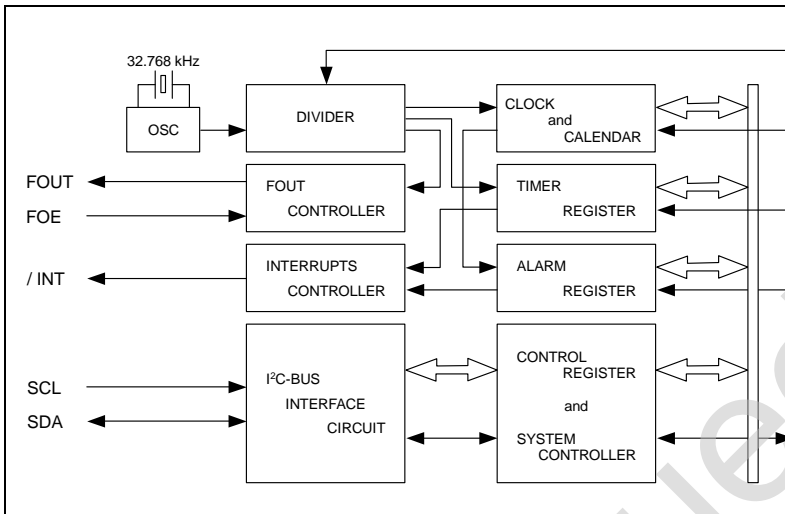 32.768 kHz
OSC
DIVIDER
CLOCK
and
CALENDAR
FOUT
FOE
FOUT
CONTROLLER
TIMER
REGISTER
/ INT
INTERRUPTS
CONTROLLER
ALARM
REGISTER
SCL
SDA
I²C-BUS
INTERFACE
CIRCUIT
CONTROL
REGISTER
and
SYSTEM
CONTROLLER